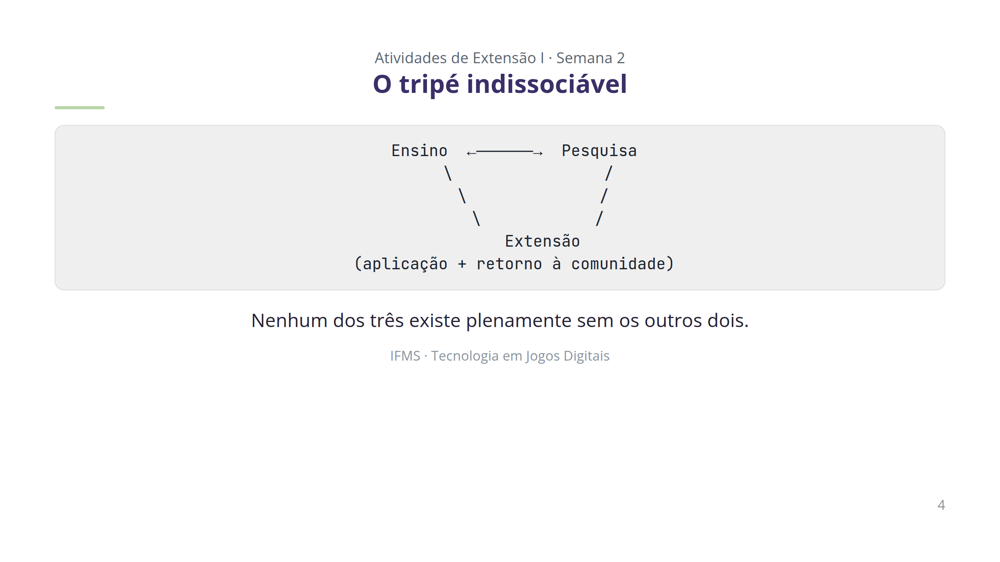 Atividades de Extensão I · Semana 2
O tripé indissociável
Ensino ←──────→ Pesquisa
\ /
\ /
\ /
Extensão
(aplicação + retorno à comunidade)
Nenhum dos três existe plenamente sem os outros dois.
IFMS · Tecnologia em Jogos Digitais
4